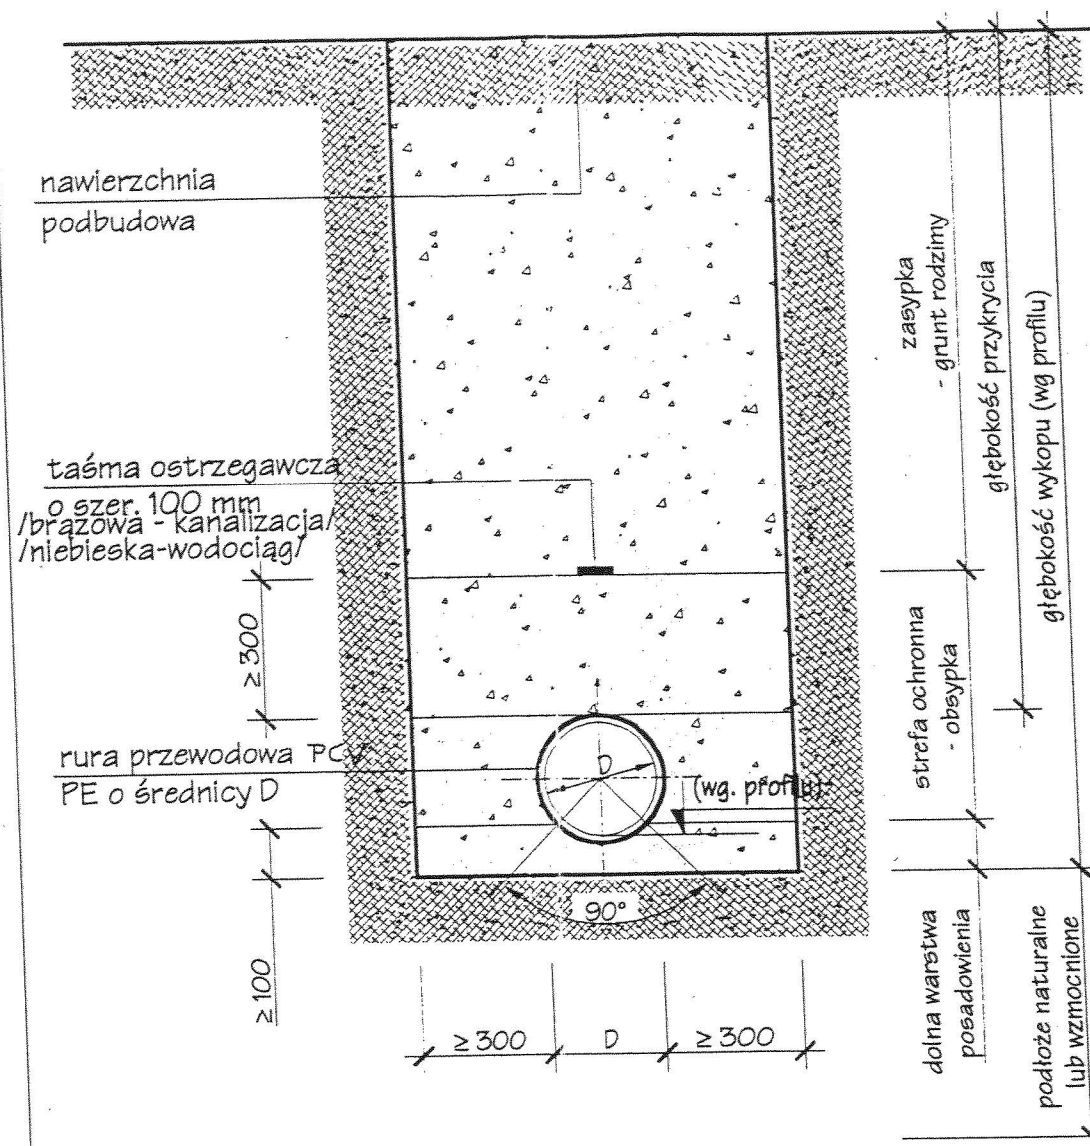 nawierzchnia
podbudowa
taśma ostrzegawcza
o szer. 100 mm
/brązowa - kanalizacja/
/niebieska-wodociąg/
≥ 300
rura przewodowa PCV
PE o średnicy D
≥100
D
(wg. profilu)
90°
≥ 300
D
≥ 300
zasypka
- grunt rodzimy
głębokość przykrycia
głębokość wykopu (wg profilu)
strefa ochronna
- obsypka
dolna warstwa
posadowienia
podłoże naturalne
lub wzmocnione